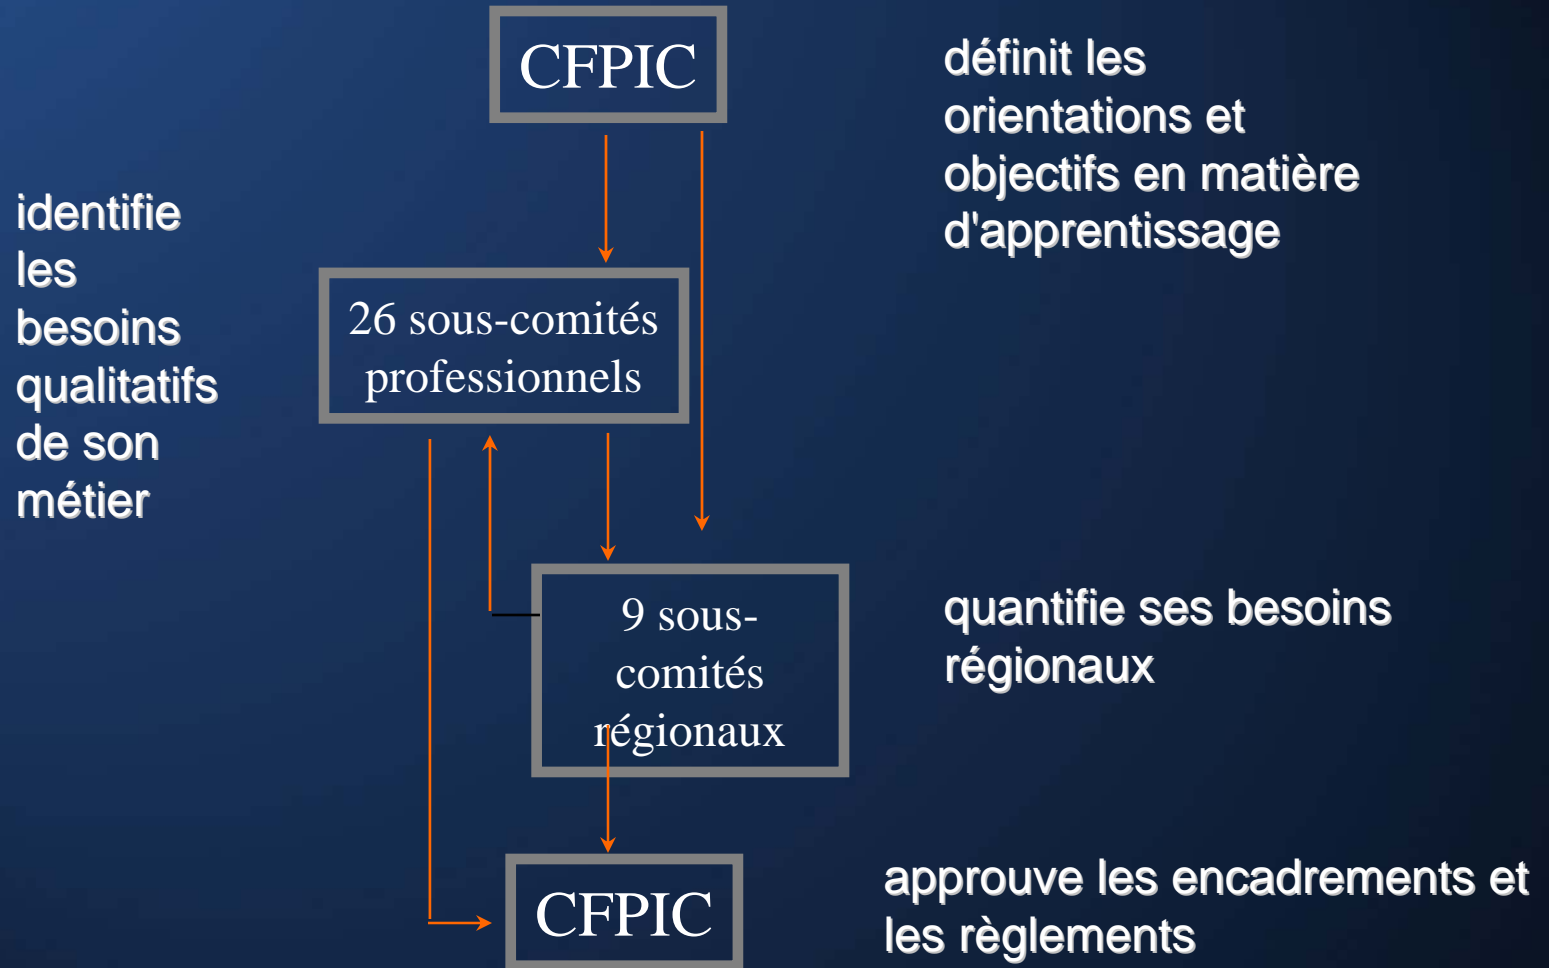 CFPIC
définit les
orientations et
objectifs en matière
d'apprentissage
identifie
les
besoins
qualitatifs
de son
métier
26 sous-comités
professionnels
9 sous-
comités
régionaux
quantifie ses besoins
régionaux
CFPIC
approuve les encadrements et
les règlements